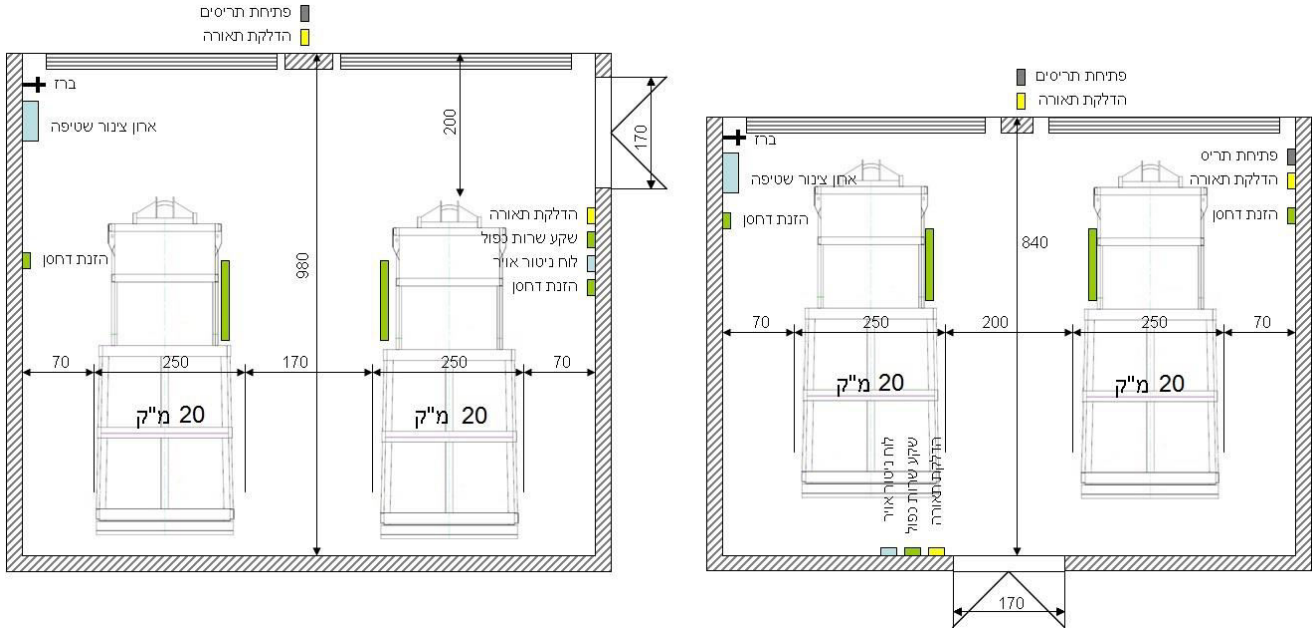 פתיחת תריסים
הדלקת תאורה
ברז
ארון צינור שטיפה
200
170
הדלקת תאורה
שקע שרות כפול
לוח ניטור אויר
הזנת דחסן
הזנת דחסן
980
70
250
170
250
70
20 מ"ק
20 מ"ק
פתיחת תריסים
הדלקת תאורה
ברז
ארון צינור שטיפה
הזנת דחסן
פתיחת תריס
הדלקת תאורה
הזנת דחסן
840
70
250
200
250
70
20 מ"ק
20 מ"ק
לוח ניטור אויר
שקע שרות כפול
הדלקת תאורה
170